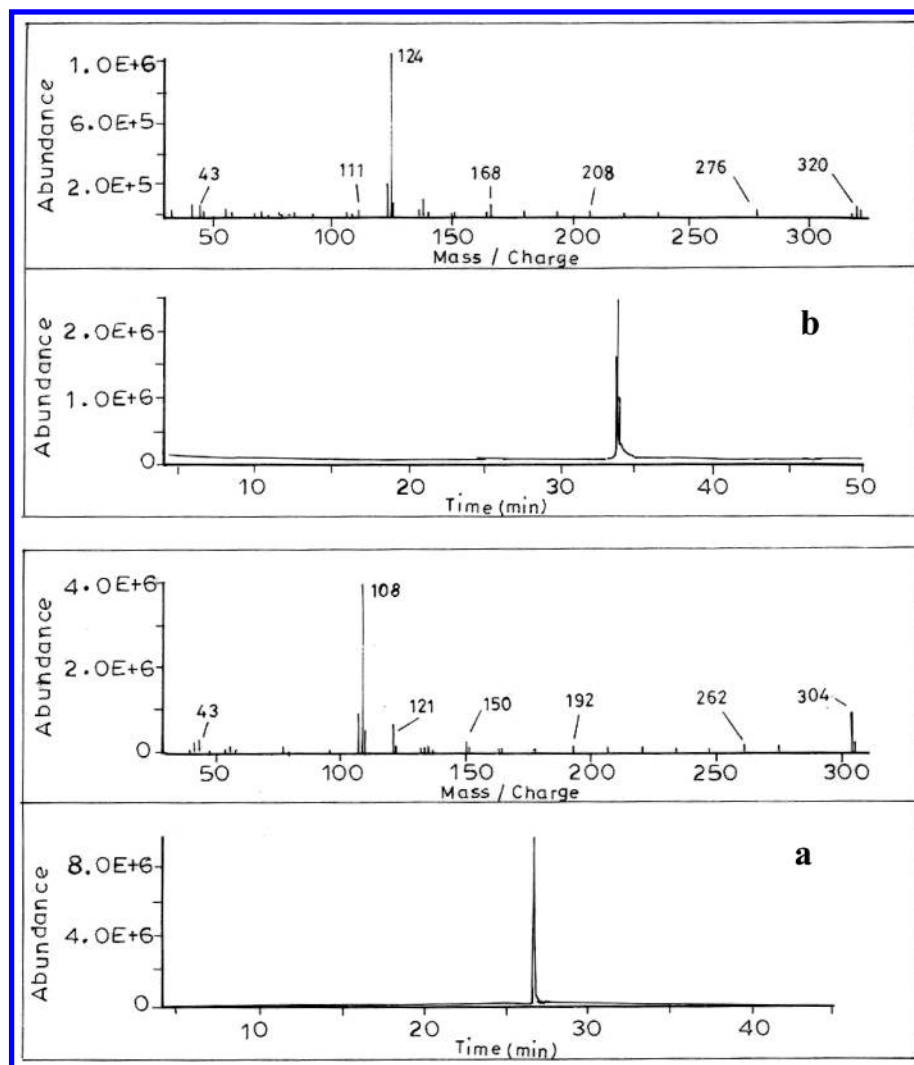 124
1.0E+6
6.0E+5
2.0E+5
Abundance
43
111
168
208
276
320
50 100 150 200 250 300
Mass / Charge
b
2.0E+6
1.0E+6
0
Abundance
10 20 30 40 50
Time (min)
4.0E+6
2.0E+6
0
Abundance
108
43
121
150
192
262
304
50 100 150 200 250 300
Mass / Charge
a
8.0E+6
4.0E+6
0
Abundance
10 20 30 40
Time (min)